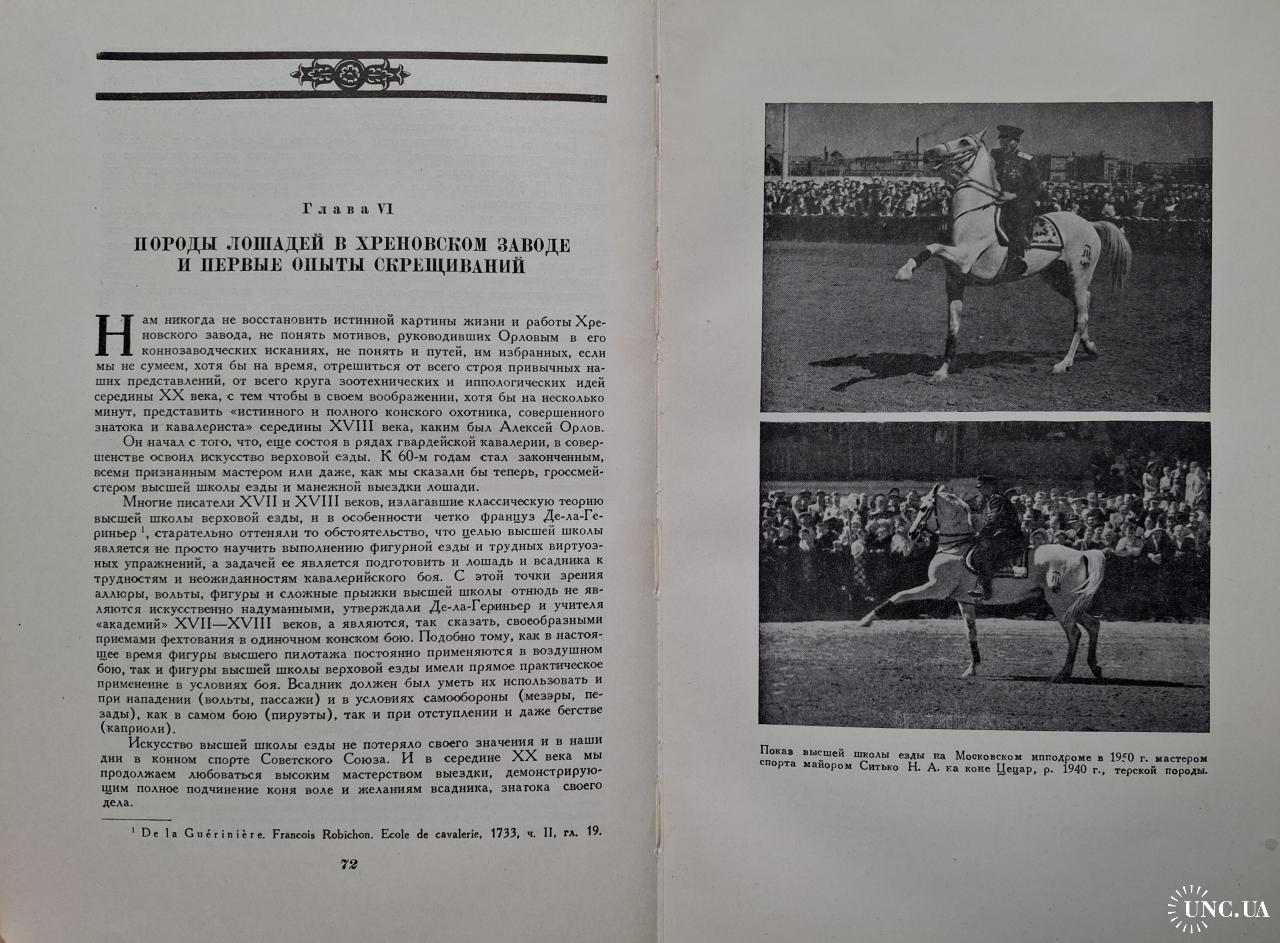 Глава VI
ПОРОДЫ ЛОШАДЕЙ В ХРЕНОВСКОМ ЗАВОДЕ
И ПЕРВЫЕ ОПЫТЫ СКРЕЩИВАНИЙ
Нам никогда не восстановить истинной картины жизни и работы Хре-
новского завода, не понять мотивов, руководивших Орловым в его
коннозаводческих исканиях, не понять и путей, им избранных, если
мы не сумеем, хотя бы на время, отрешиться от всего строя привычных на-
ших представлений, от всего круга зоотехнических и иппологических идей
середины XX века, с тем чтобы в своем воображении, хотя бы на несколько
минут, представить «истинного и полного конского охотника, совершенного
знатока и кавалериста» середины XVIII века, каким был Алексей Орлов.
Он начал с того, что, еще состоя в рядах гвардейской кавалерии, в совер-
шенстве освоил искусство верховой езды. К 60-м годам стал законченным,
всеми признанным мастером или даже, как мы сказали бы теперь, гроссмей-
стером высшей школы езды и манежной выездки лошади.
Многие писатели XVII и XVIII веков, излагавшие классическую теорию
высшей школы верховой езды, и в особенности четко француз Де-ла-Ге-
риньер ¹, старательно оттеняли то обстоятельство, что целью высшей школы
является не просто научить выполнению фигурной езды и трудных виртуоз-
ных упражнений, а задачей ее является подготовить и лошадь и всадника к
трудностям и неожиданностям кавалерийского боя. С этой точки зрения
аллюры, вольты, фигуры и сложные прыжки высшей школы отнюдь не яв-
ляются искусственно надуманными, утверждали Де-ла-Гериньер и учителя
«академий» XVII—XVIII веков, а являются, так сказать, своеобразными
приемами фехтования в одиночном конском бою. Подобно тому, как в настоя-
щее время фигуры высшего пилотажа постоянно применяются в воздушном
бою, так и фигуры высшей школы верховой езды имели прямое практическое
применение в условиях боя. Всадник должен был уметь их использовать и
при нападении (вольты, пассажи) и в условиях самообороны (мезэры, пе-
зады), как в самом бою (пируэты), так и при отступлении и даже бегстве
(каприоли).
Искусство высшей школы езды не потеряло своего значения и в наши
дни в конном спорте Советского Союза. И в середине XX века мы
продолжаем любоваться высоким мастерством выездки, демонстрирую-
щим полное подчинение коня воле и желаниям всадника, знатока своего
дела.
¹ De la Guérinière. Francois Robichon. Ecole de cavalerie, 1733, ч. II, гл. 19.
72
Показ высшей школы езды на Московском ипподроме в 1950 г. мастером
спорта майором Ситько Н. А. на коне Цецар, р. 1940 г., терской породы.
UNC.UA